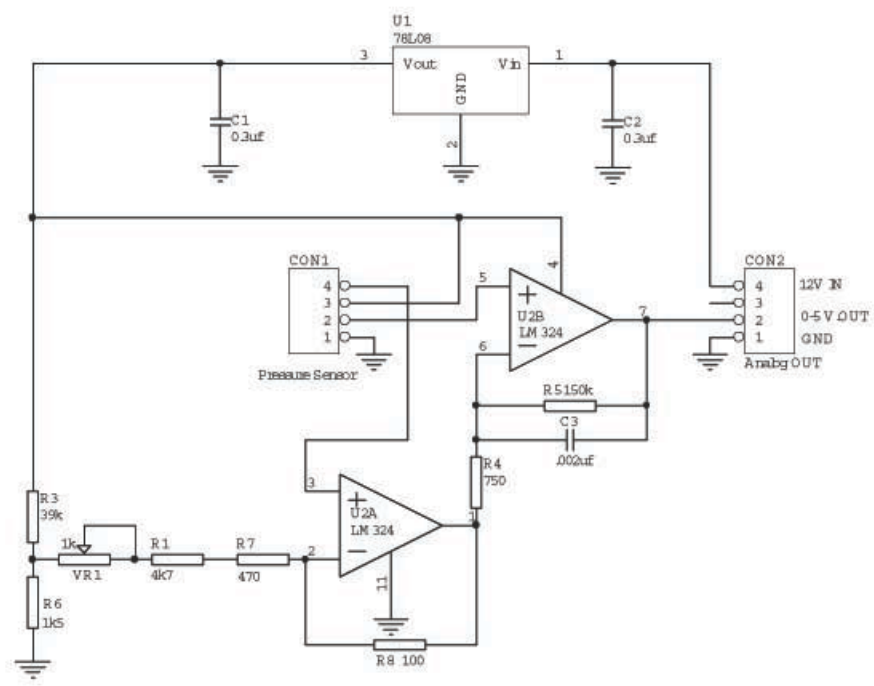 U1
78L08
3 Vout Vin 1
GND
2
C1
0.3uf
C2
0.3uf
CON1
4
3
2
1
Pressure Sensor
5
4
U2B
LM 324
6
7
CON2
4 12V IN
3
2 0-5V OUT
1 GND
Analog OUT
R5 150k
C3
.002uf
R4
750
3
U2A
LM 324
1
2
11
R3
39k
1k
VR1
R1
4k7
R7
470
R6
1k5
R8 100